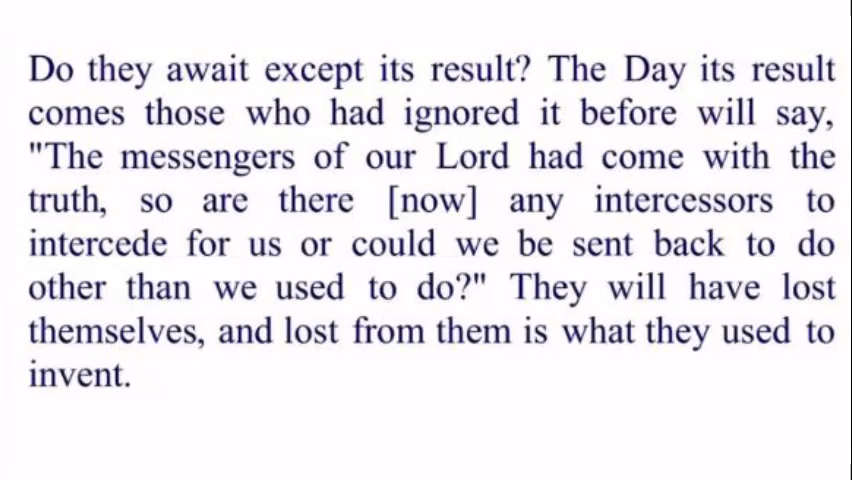 Do they await except its result? The Day its result
comes those who had ignored it before will say,
"The messengers of our Lord had come with the
truth, so are there [now] any intercessors to
intercede for us or could we be sent back to do
other than we used to do?" They will have lost
themselves, and lost from them is what they used to
invent.